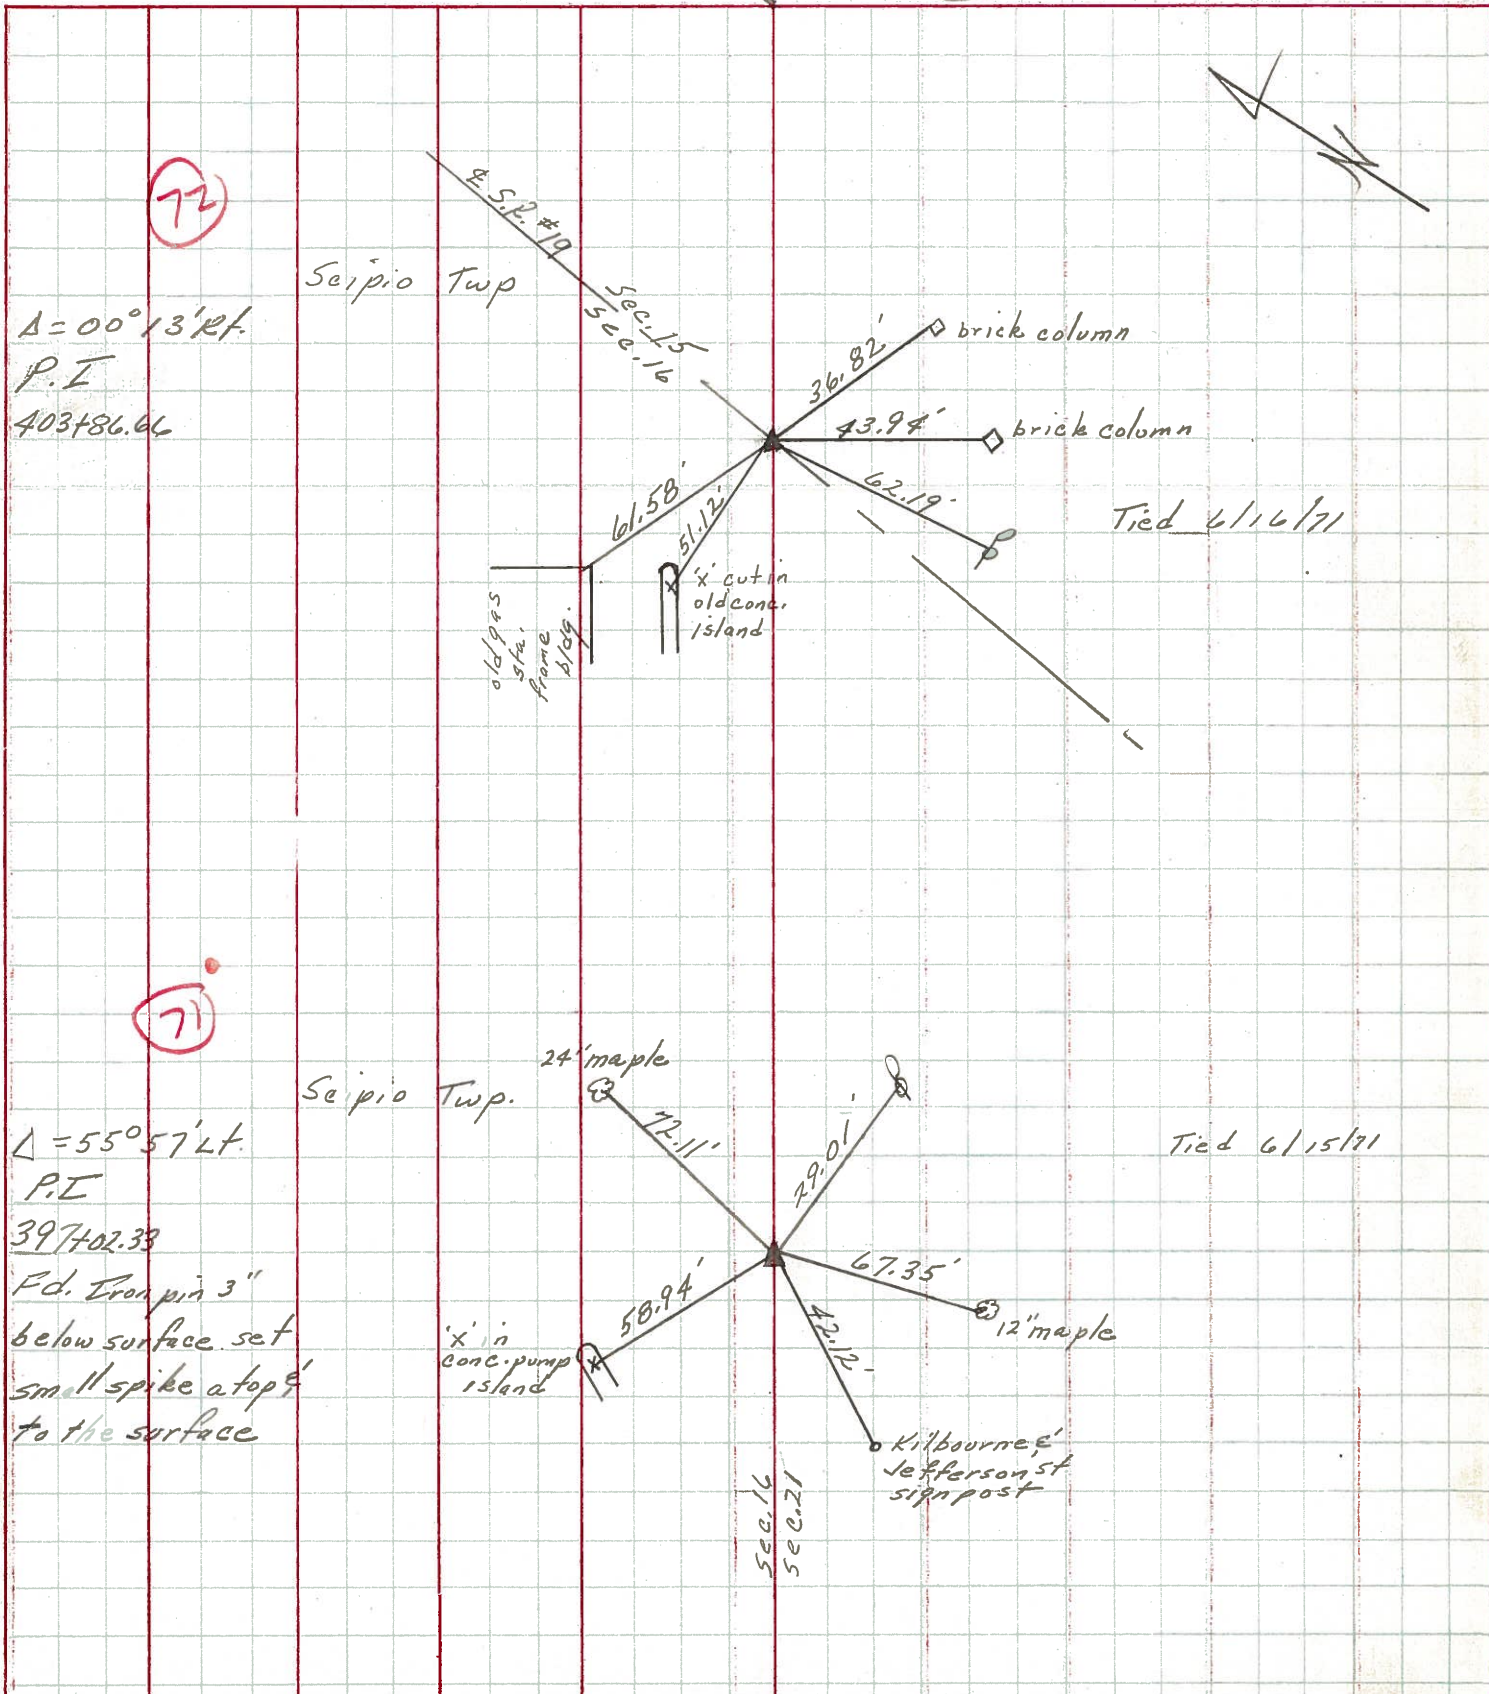 N
72
℄ S.R. #19
Scipio Twp
Sec. 15
Sec. 16
Δ = 00° 13' Rt.
P.I
403+86.66
36.82'
brick column
43.94'
brick column
62.19'
61.58'
51.12'
Tied 6/16/71
'x' cut in
old conc.
island
old gas
sta.
frame
bldg.
71
24" maple
Scipio Twp.
72.11'
29.01'
Δ = 55° 57' Lt.
P.I
397+02.33
Tied 6/15/71
Fd. Iron pin 3"
below surface set
small spike atop &
to the surface
58.94'
67.35'
12" maple
42.12'
'x' in
conc. pump
island
Kilbourne &
Jefferson St
sign post
Sec. 16
Sec. 21